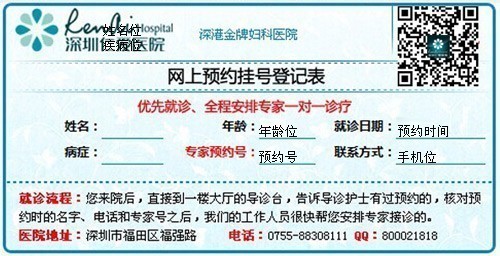 RenAi Hospital
姓名位
深圳仁爱医院
疾病位
深港金牌妇科医院
网上预约挂号登记表
优先就诊、全程安排专家一对一诊疗
姓名: 年龄: 年龄位 就诊日期: 预约时间
病症: 专家预约号: 预约号 联系方式: 手机位
就诊流程: 您来院后,直接到一楼大厅的导诊台,告诉导诊护士有过预约的,核对预
约时的名字、电话和专家号之后,我们的工作人员很快帮您安排专家接诊的。
医院地址: 深圳市福田区福强路 电话: 0755-88308111 QQ: 800021818